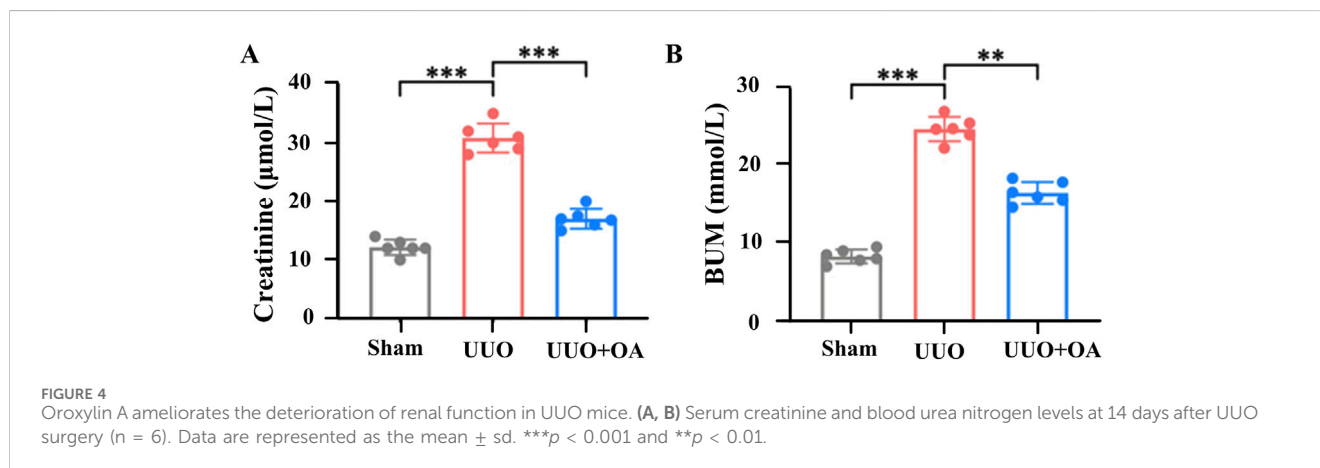 A
*** ***
Creatinine (μmol/L)
40
30
20
10
0
Sham UUO UUO+OA
B
*** **
BUM (mmol/L)
30
20
10
0
Sham UUO UUO+OA
FIGURE 4
Oroxylin A ameliorates the deterioration of renal function in UUO mice. (A, B) Serum creatinine and blood urea nitrogen levels at 14 days after UUO
surgery (n = 6). Data are represented as the mean ± sd. ***p < 0.001 and **p < 0.01.